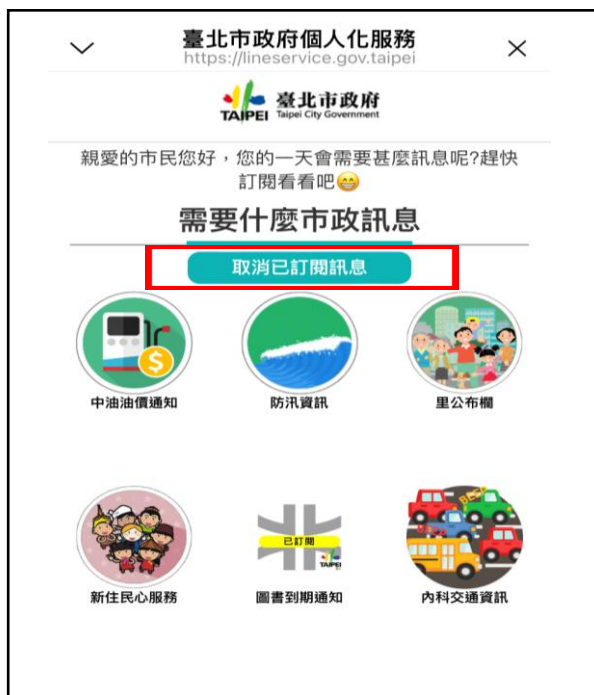 臺北市政府個人化服務
https://lineservice.gov.taipei
TAIPEI 臺北市政府
Taipei City Government
親愛的市民您好，您的一天會需要甚麼訊息呢?趕快
訂閱看看吧😁
需要什麼市政訊息
取消已訂閱訊息
$
中油油價通知 防汛資訊 里公布欄
BEEP
已訂閱
TAIPEI
新住民心服務 圖書到期通知 內科交通資訊